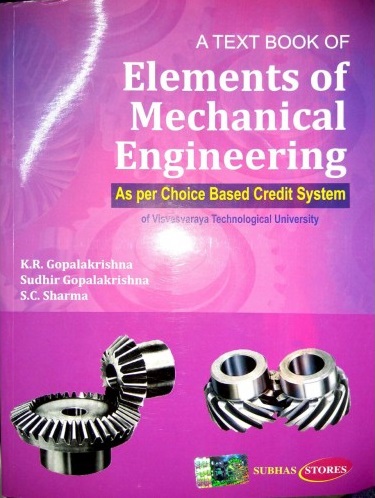 A TEXT BOOK OF
Elements of
Mechanical
Engineering
As per Choice Based Credit System
of Visvesvaraya Technological University
K.R. Gopalakrishna
Sudhir Gopalakrishna
S.C. Sharma
SUBHAS STORES